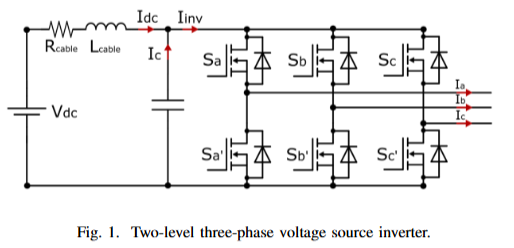 Idc Iinv
Rcable Lcable Ic
Sa Sb Sc
Ia
Ib
Vdc Ic
Sa' Sb' Sc'
Fig. 1. Two-level three-phase voltage source inverter.